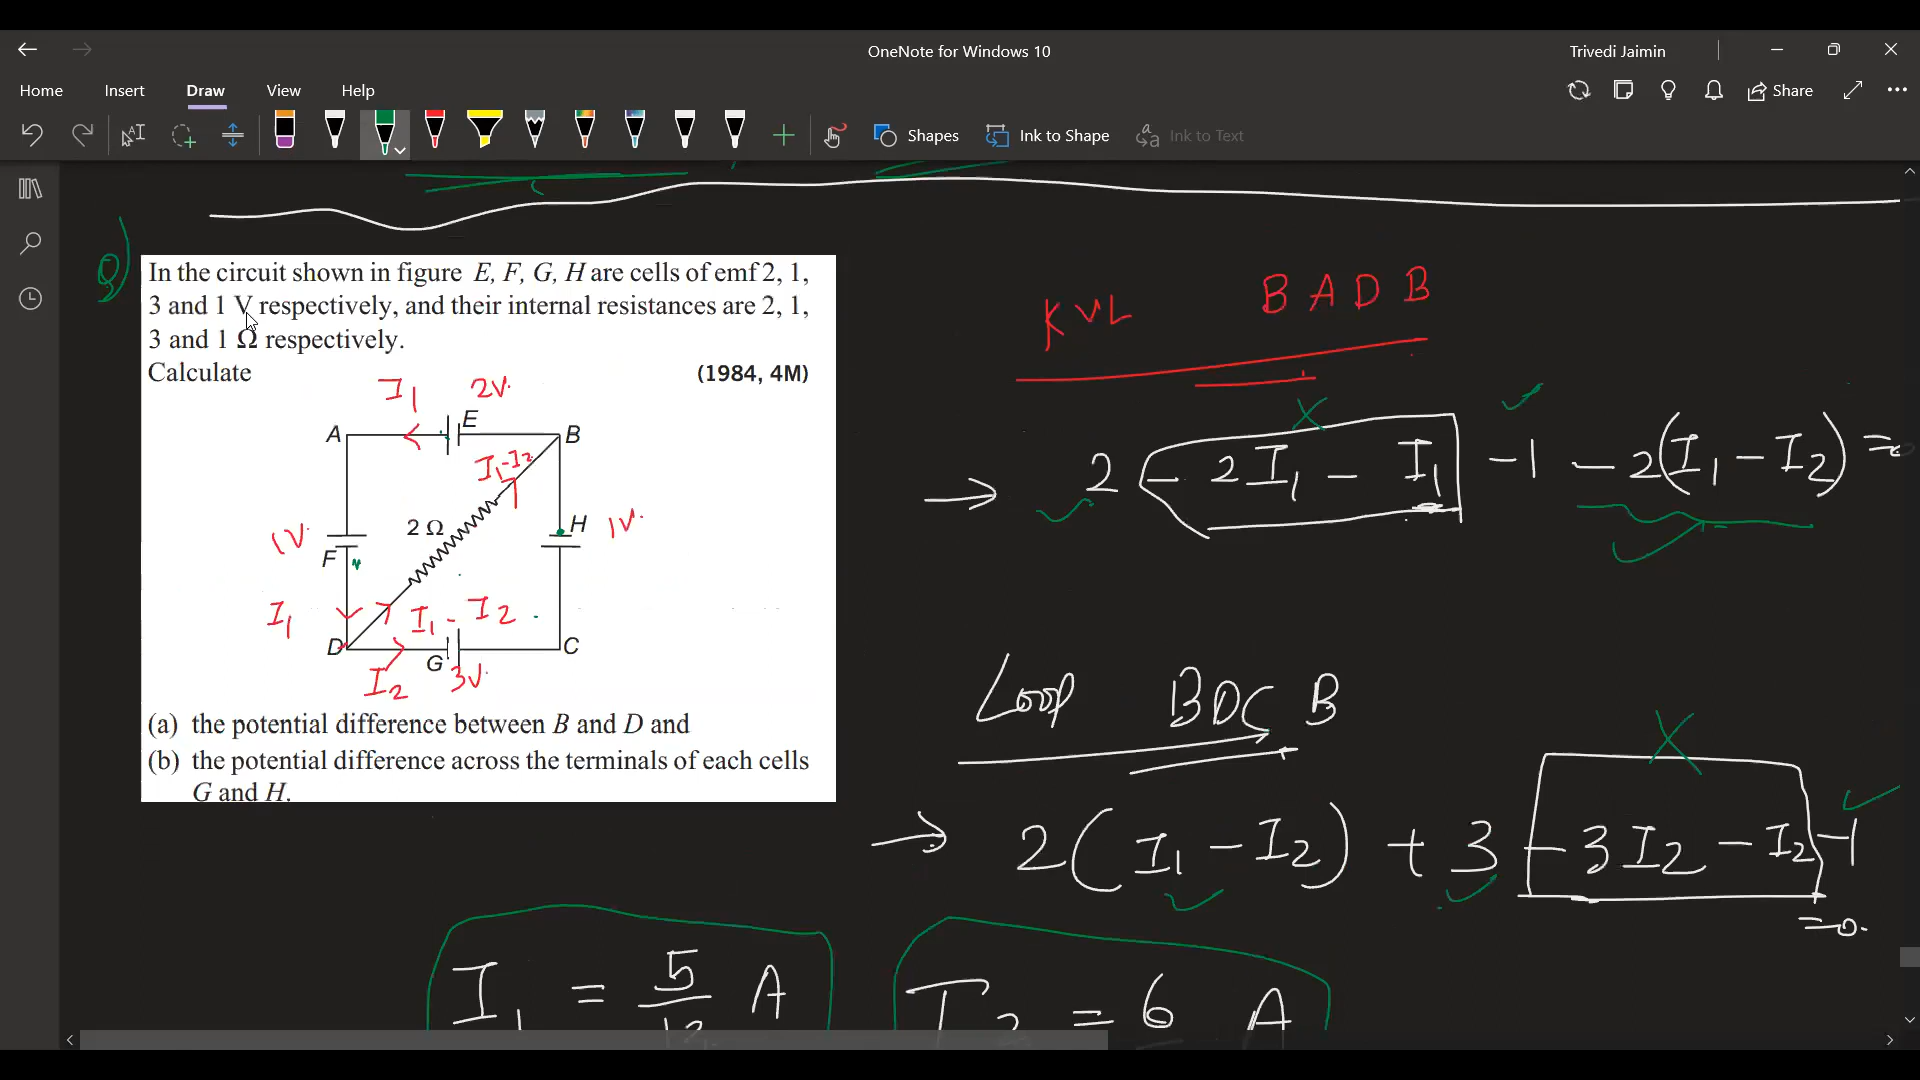 OneNote for Windows 10
Trivedi Jaimin
Home Insert Draw View Help
Share
Shapes
Ink to Shape
Ink to Text
Q)
In the circuit shown in figure E, F, G, H are cells of emf 2, 1,
3 and 1 V respectively, and their internal resistances are 2, 1,
3 and 1 Ω respectively.
Calculate (1984, 4M)
I₁ 2V.
A E B
I₁-I₂
2 Ω H 1V.
1V. F
I₁ I₁ - I₂
D G C
I₂ 3V.
(a) the potential difference between B and D and
(b) the potential difference across the terminals of each cells
G and H.
KVL BADB
→ 2 - 2I₁ - I₁ -1 - 2(I₁ - I₂) =0
Loop BDCB
→ 2(I₁ - I₂) + 3 - 3I₂ - I₂ -1
=0.
I₁ = 5/13 A
I₂ = 6 A